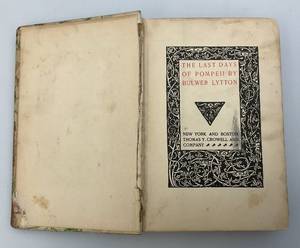 THE LAST DAYS
OF POMPEII BY
BULWER LYTTON
NEW YORK AND BOSTON
THOMAS Y. CROWELL AND
COMPANY